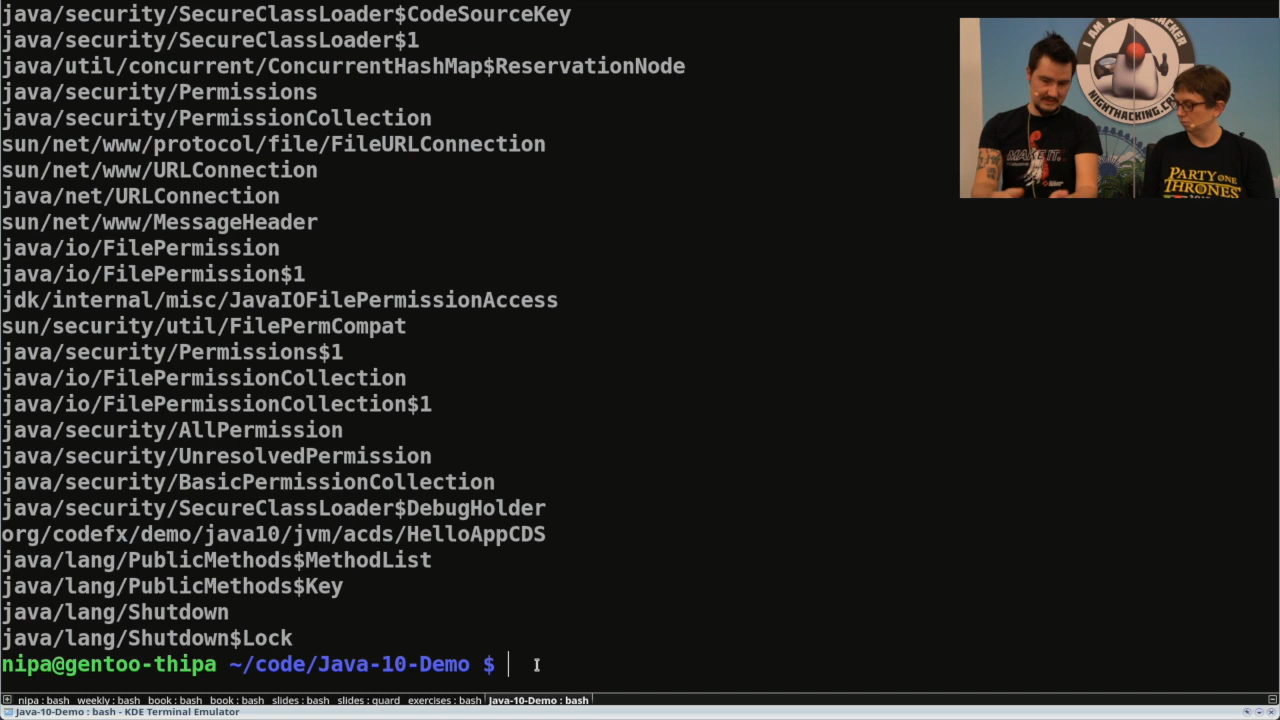 java/security/SecureClassLoader$CodeSourceKey
java/security/SecureClassLoader$1
java/util/concurrent/ConcurrentHashMap$ReservationNode
java/security/Permissions
java/security/PermissionCollection
sun/net/www/protocol/file/FileURLConnection
sun/net/www/URLConnection
java/net/URLConnection
sun/net/www/MessageHeader
java/io/FilePermission
java/io/FilePermission$1
jdk/internal/misc/JavaIOFilePermissionAccess
sun/security/util/FilePermCompat
java/security/Permissions$1
java/io/FilePermissionCollection
java/io/FilePermissionCollection$1
java/security/AllPermission
java/security/UnresolvedPermission
java/security/BasicPermissionCollection
java/security/SecureClassLoader$DebugHolder
org/codefx/demo/java10/jvm/acds/HelloAppCDS
java/lang/PublicMethods$MethodList
java/lang/PublicMethods$Key
java/lang/Shutdown
java/lang/Shutdown$Lock
nipa@gentoo-thipa ~/code/Java-10-Demo $
nipa : bash weekly : bash book : bash book : bash slides : bash slides : guard exercises : bash Java-10-Demo : bash
Java-10-Demo : bash - KDE Terminal Emulator
MAKE IT.
PARTY ONE
THRONES